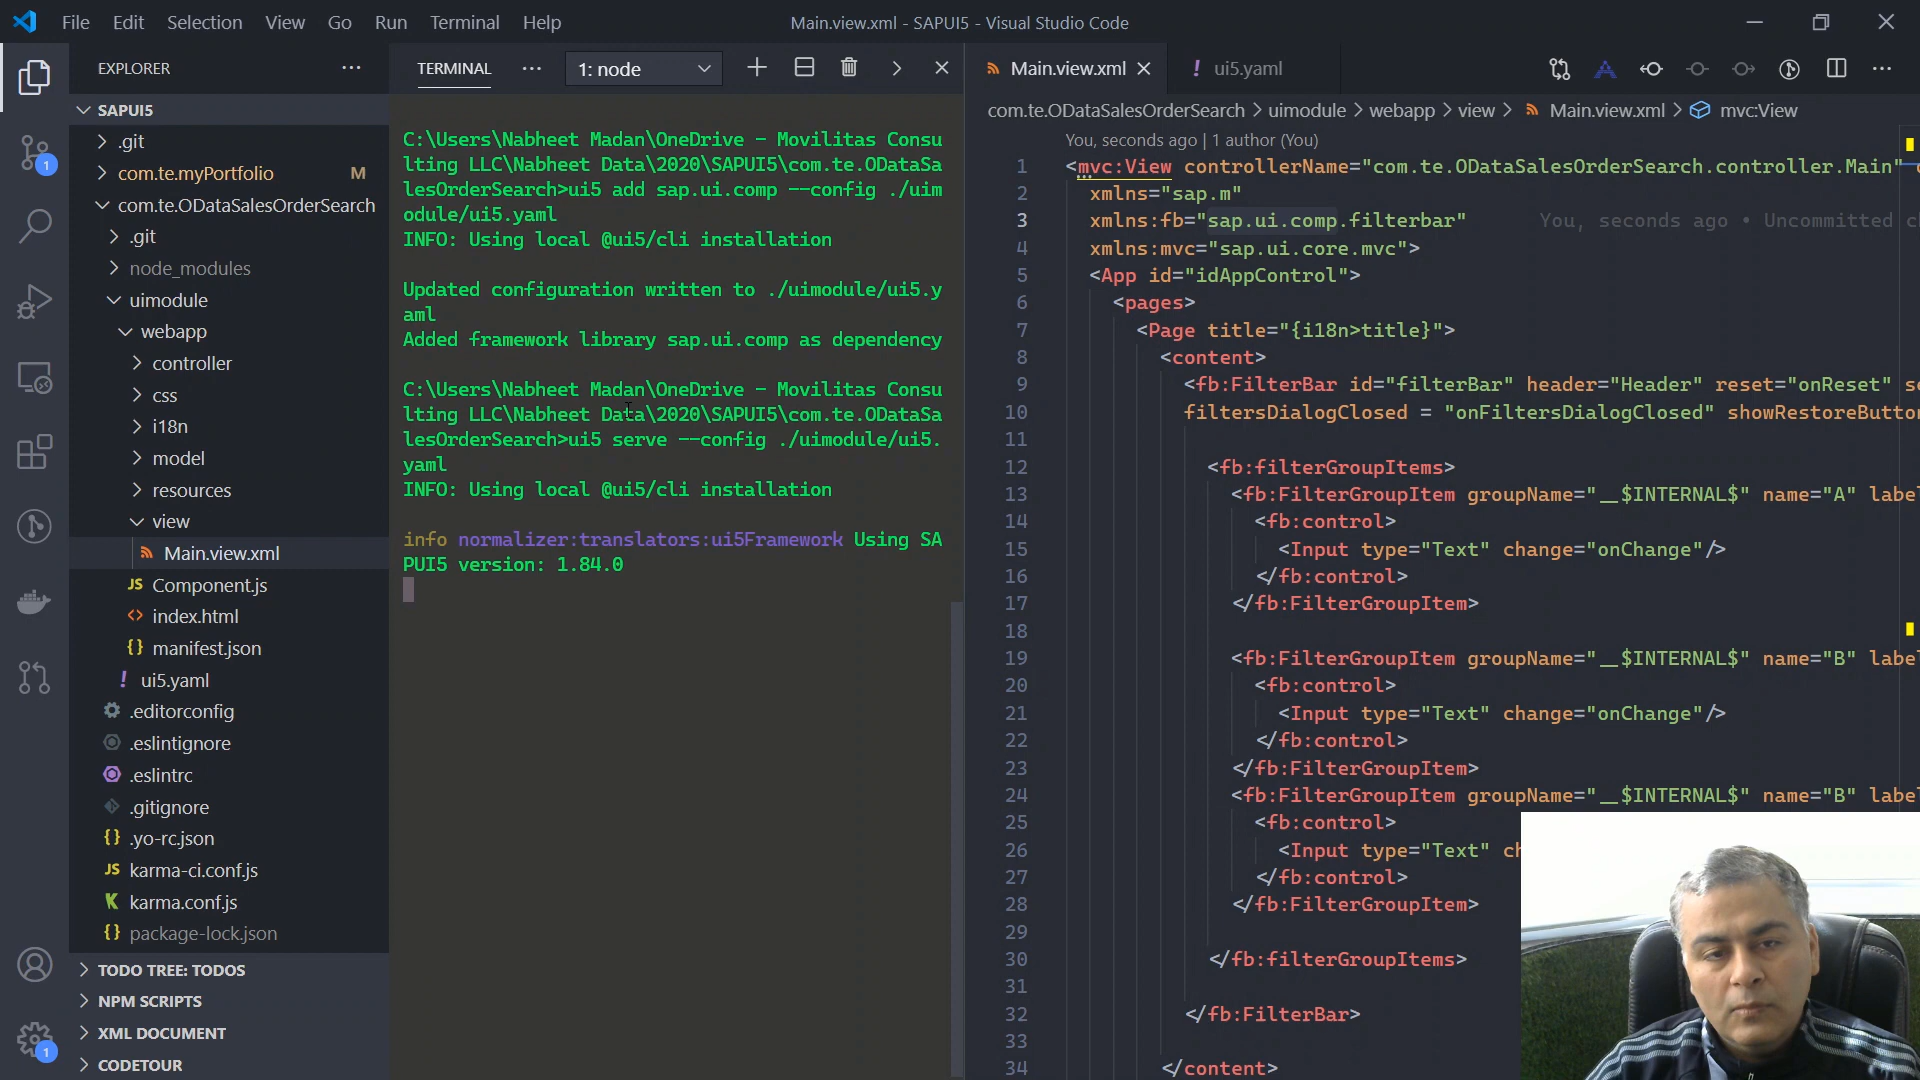 File Edit Selection View Go Run Terminal Help
Main.view.xml - SAPUI5 - Visual Studio Code
EXPLORER
SAPUI5
.git
com.te.myPortfolio M
com.te.ODataSalesOrderSearch
.git
node_modules
uimodule
webapp
controller
css
i18n
model
resources
view
Main.view.xml
JS Component.js
<> index.html
{} manifest.json
! ui5.yaml
.editorconfig
.eslintignore
.eslintrc
.gitignore
{} .yo-rc.json
JS karma-ci.conf.js
K karma.conf.js
{} package-lock.json
TODO TREE: TODOS
NPM SCRIPTS
XML DOCUMENT
CODETOUR
1
1
TERMINAL
1: node
C:\Users\Nabheet Madan\OneDrive - Movilitas Consu
lting LLC\Nabheet Data\2020\SAPUI5\com.te.ODataSa
lesOrderSearch>ui5 add sap.ui.comp --config ./uim
odule/ui5.yaml
INFO: Using local @ui5/cli installation
Updated configuration written to ./uimodule/ui5.y
aml
Added framework library sap.ui.comp as dependency
C:\Users\Nabheet Madan\OneDrive - Movilitas Consu
lting LLC\Nabheet Data\2020\SAPUI5\com.te.ODataSa
lesOrderSearch>ui5 serve --config ./uimodule/ui5.
yaml
INFO: Using local @ui5/cli installation
info normalizer:translators:ui5Framework Using SA
PUI5 version: 1.84.0
Main.view.xml
! ui5.yaml
com.te.ODataSalesOrderSearch > uimodule > webapp > view > Main.view.xml > mvc:View
You, seconds ago | 1 author (You)
1 <mvc:View controllerName="com.te.ODataSalesOrderSearch.controller.Main"
2 xmlns="sap.m"
3 xmlns:fb="sap.ui.comp.filterbar" You, seconds ago • Uncommitted c
4 xmlns:mvc="sap.ui.core.mvc">
5 <App id="idAppControl">
6 <pages>
7 <Page title="{i18n>title}">
8 <content>
9 <fb:FilterBar id="filterBar" header="Header" reset="onReset" se
10 filtersDialogClosed = "onFiltersDialogClosed" showRestoreButto
11
12 <fb:filterGroupItems>
13 <fb:FilterGroupItem groupName="__$INTERNAL$" name="A" label
14 <fb:control>
15 <Input type="Text" change="onChange"/>
16 </fb:control>
17 </fb:FilterGroupItem>
18
19 <fb:FilterGroupItem groupName="__$INTERNAL$" name="B" label
20 <fb:control>
21 <Input type="Text" change="onChange"/>
22 </fb:control>
23 </fb:FilterGroupItem>
24 <fb:FilterGroupItem groupName="__$INTERNAL$" name="B" label
25 <fb:control>
26 <Input type="Text" ch
27 </fb:control>
28 </fb:FilterGroupItem>
29
30 </fb:filterGroupItems>
31
32 </fb:FilterBar>
33
34 </content>